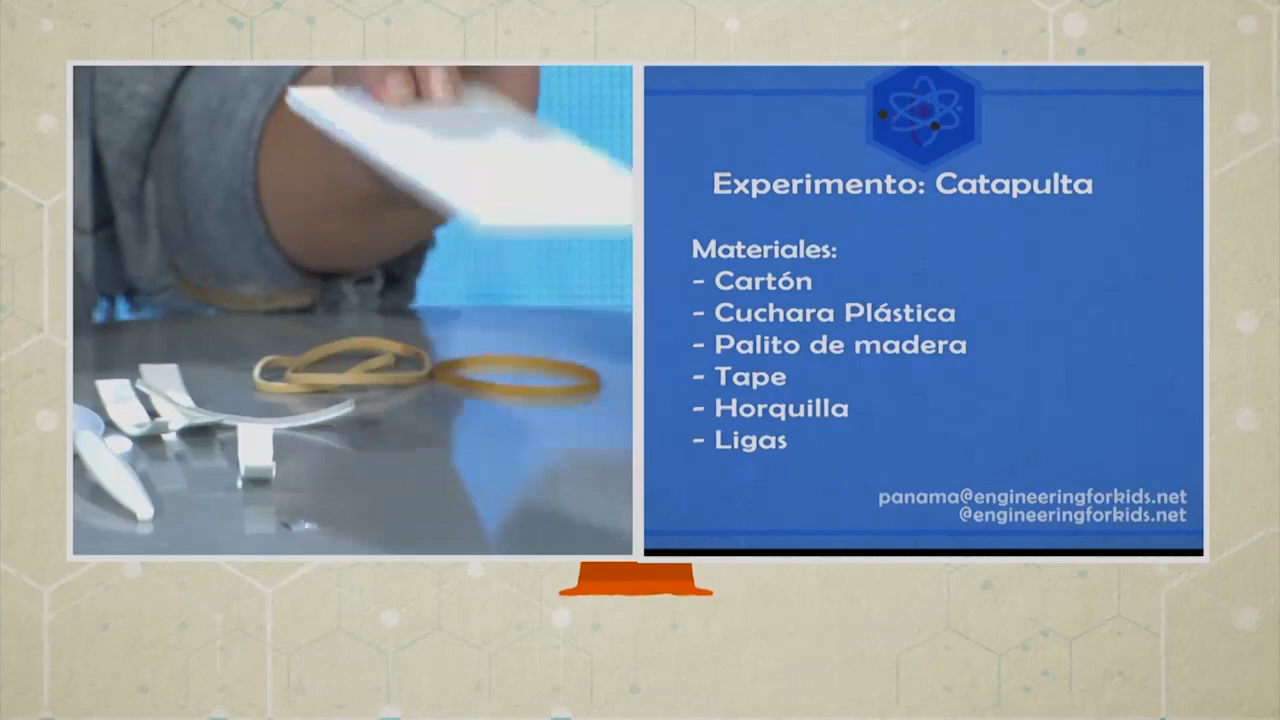 Experimento: Catapulta
Materiales:
- Cartón
- Cuchara Plástica
- Palito de madera
- Tape
- Horquilla
- Ligas
panama@engineeringforkids.net
@engineeringforkids.net